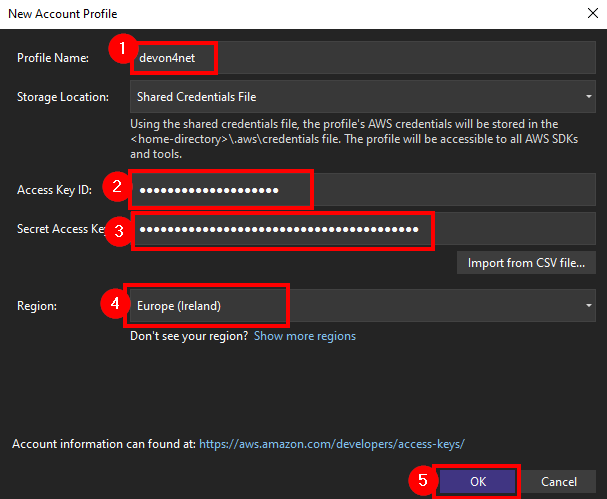 New Account Profile
1
Profile Name: devon4net
Storage Location: Shared Credentials File
Using the shared credentials file, the profile's AWS credentials will be stored in the
<home-directory>\.aws\credentials file. The profile will be accessible to all AWS SDKs
and tools.
Access Key ID: 2 ••••••••••••••••••••
Secret Access Key 3 ••••••••••••••••••••••••••••••••••••••••
Import from CSV file...
Region: 4 Europe (Ireland)
Don't see your region? Show more regions
Account information can found at: https://aws.amazon.com/developers/access-keys/
5 OK Cancel